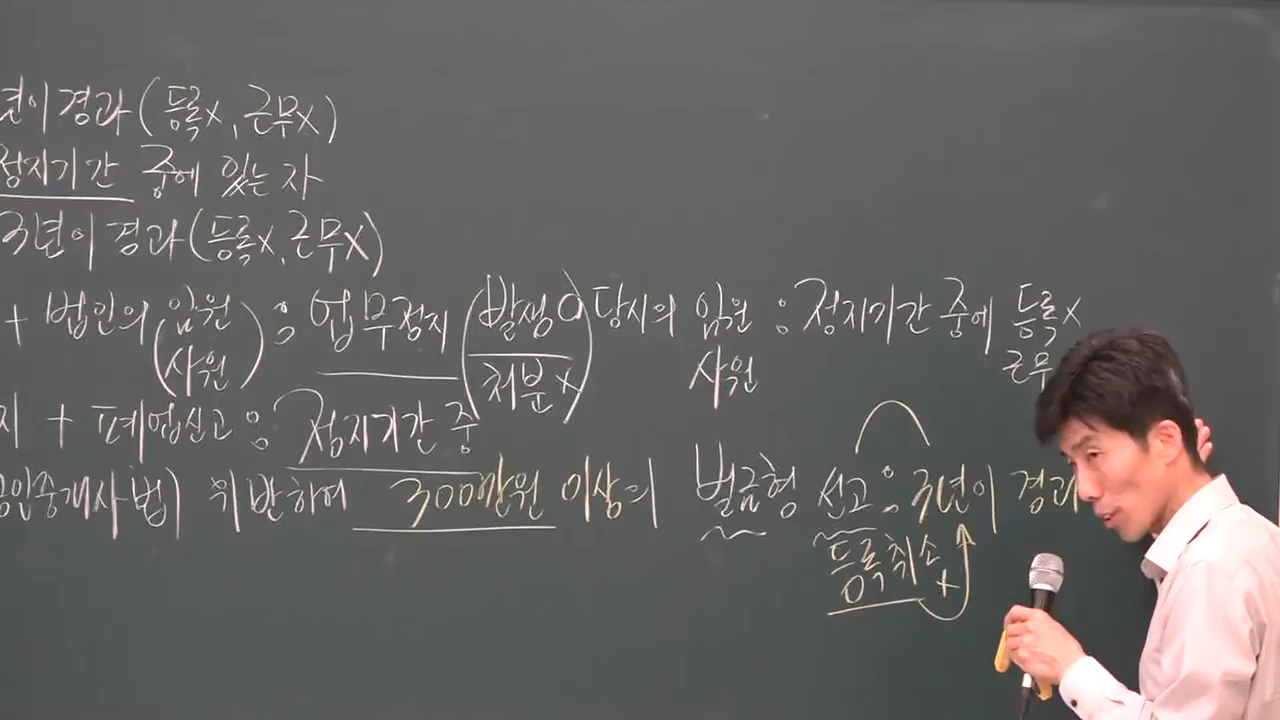 년이 경과 (등록x, 근무x)
정지기간 중에 있는 자
3년이 경과 (등록x, 근무x)
+ 법인의 (임원 사원) : 업무정지 (발생O 처분x) 당시의 임원 사원 : 정지기간 중에 등록x 근무
지 + 폐업신고 : 정지기간 중
공인중개사법) 위반하여 300만원 이상의 벌금형 선고 : 3년이 경과
등록취소 +